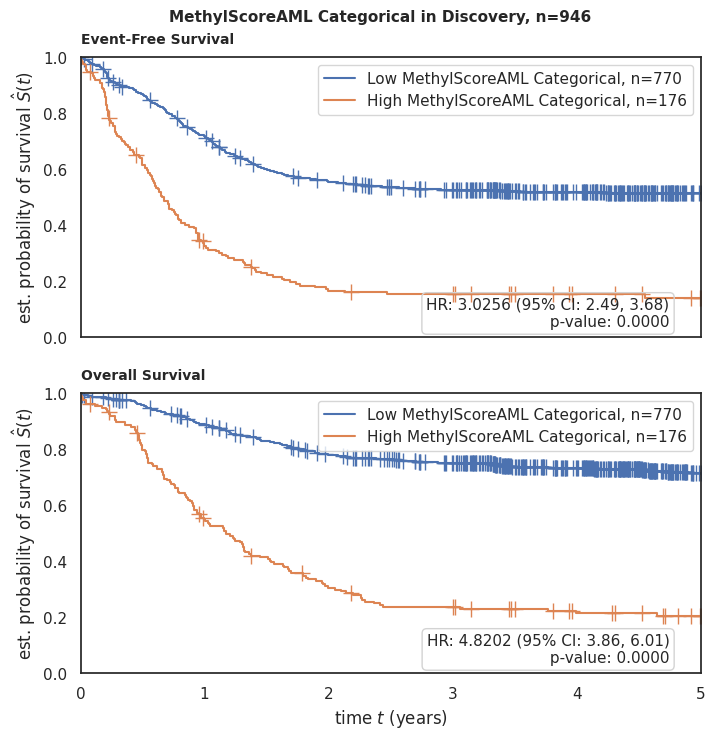 MethylScoreAML Categorical in Discovery, n=946
Event-Free Survival
1.0
0.8
0.6
0.4
0.2
0.0
est. probability of survival Ŝ(t)
Low MethylScoreAML Categorical, n=770
High MethylScoreAML Categorical, n=176
HR: 3.0256 (95% CI: 2.49, 3.68)
p-value: 0.0000
Overall Survival
1.0
0.8
0.6
0.4
0.2
0.0
est. probability of survival Ŝ(t)
Low MethylScoreAML Categorical, n=770
High MethylScoreAML Categorical, n=176
HR: 4.8202 (95% CI: 3.86, 6.01)
p-value: 0.0000
0 1 2 3 4 5
time t (years)